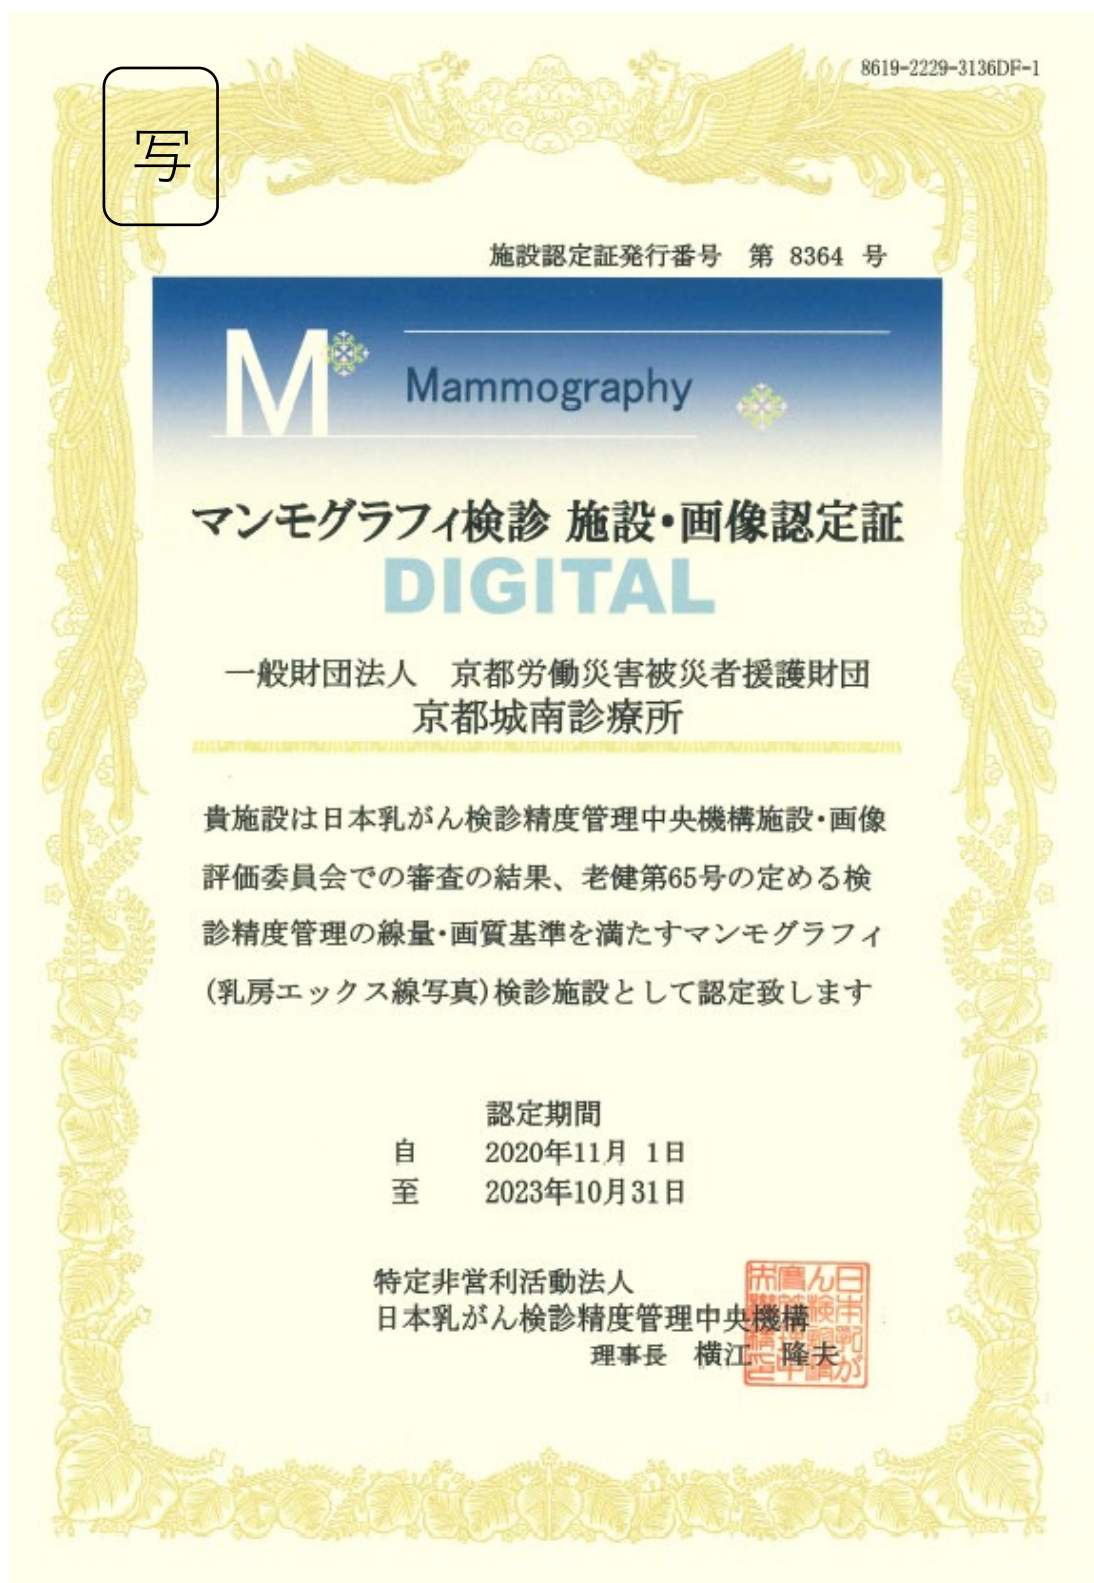 8619-2229-3136DF-1
写
施設認定証発行番号 第 8364 号
M
Mammography
マンモグラフィ検診 施設・画像認定証
DIGITAL
一般財団法人 京都労働災害被災者援護財団
京都城南診療所
貴施設は日本乳がん検診精度管理中央機構施設・画像
評価委員会での審査の結果、老健第65号の定める検
診精度管理の線量・画質基準を満たすマンモグラフィ
(乳房エックス線写真)検診施設として認定致します
認定期間
自 2020年11月 1日
至 2023年10月31日
特定非営利活動法人
日本乳がん検診精度管理中央機構
理事長 横江 隆夫